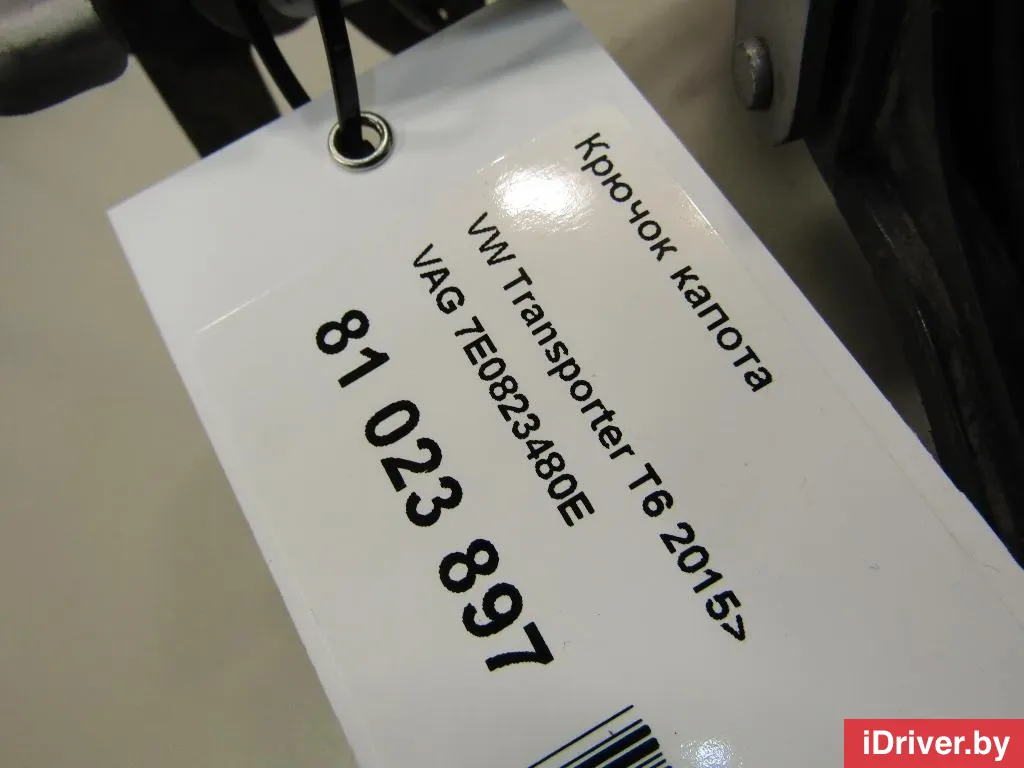 Крючок капота
VW Transporter T6 2015>
VAG 7E0823480E
81 023 897
iDriver.by